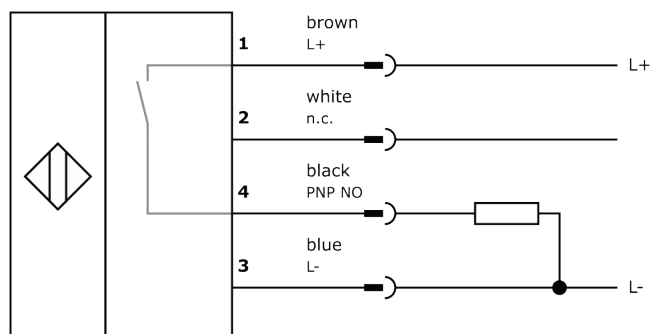 brown
1 L+ L+
white
2 n.c.
black
4 PNP NO
blue
3 L- L-